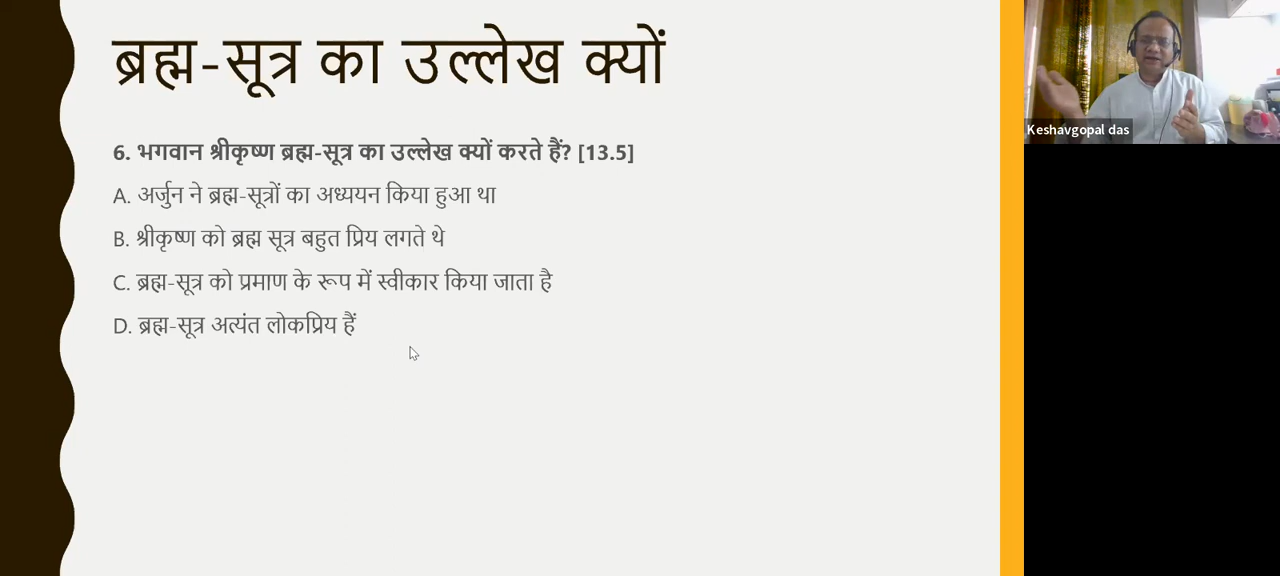 ब्रह्म-सूत्र का उल्लेख क्यों
6. भगवान श्रीकृष्ण ब्रह्म-सूत्र का उल्लेख क्यों करते हैं? [13.5]
A. अर्जुन ने ब्रह्म-सूत्रों का अध्ययन किया हुआ था
B. श्रीकृष्ण को ब्रह्म सूत्र बहुत प्रिय लगते थे
C. ब्रह्म-सूत्र को प्रमाण के रूप में स्वीकार किया जाता है
D. ब्रह्म-सूत्र अत्यंत लोकप्रिय हैं
Keshavgopal das